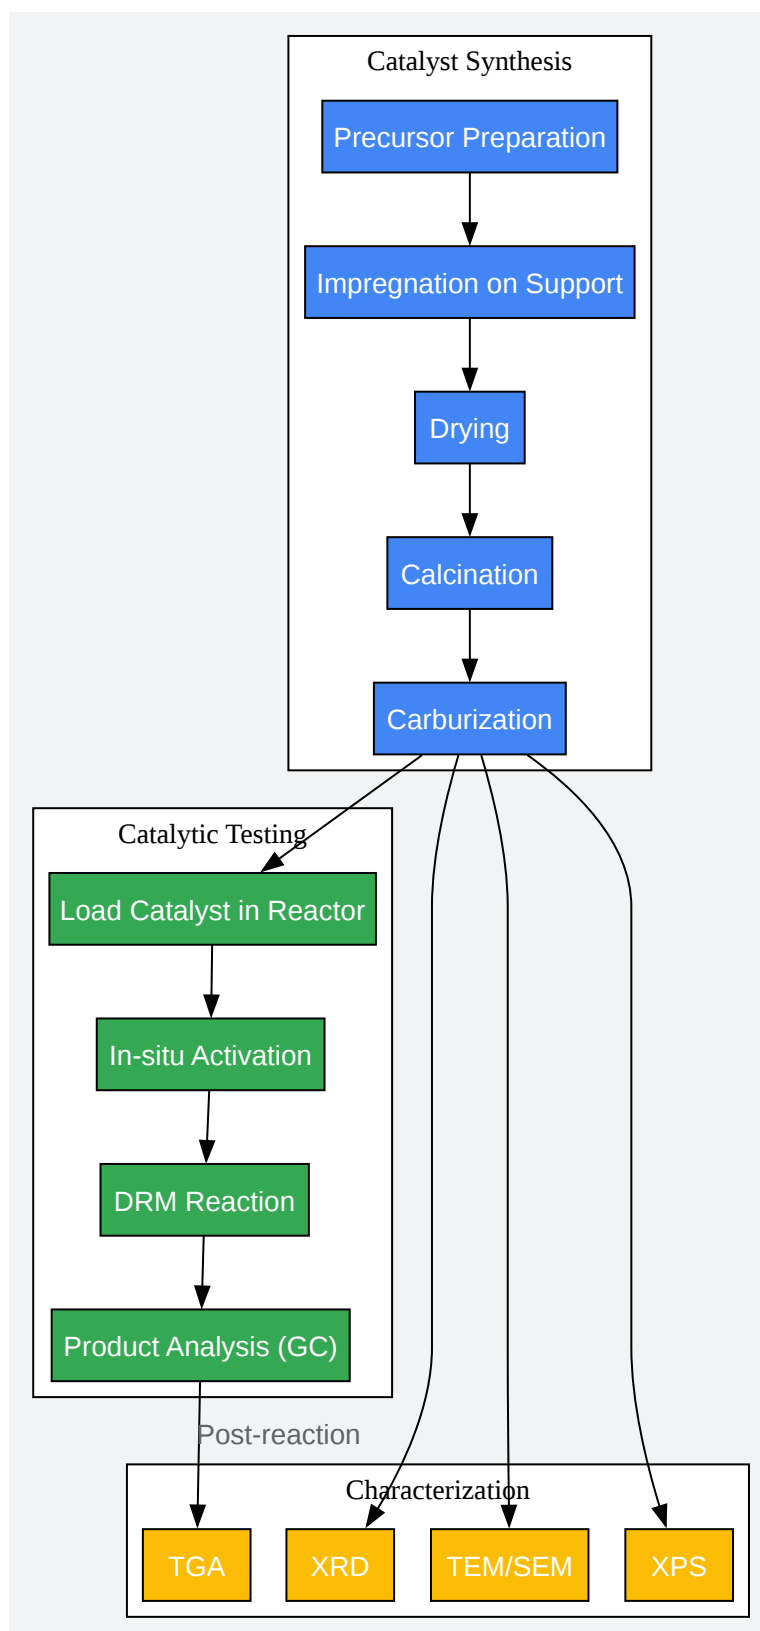 Catalyst Synthesis
Precursor Preparation
Impregnation on Support
Drying
Calcination
Carburization
Catalytic Testing
Load Catalyst in Reactor
In-situ Activation
DRM Reaction
Product Analysis (GC)
Post-reaction
Characterization
TGA
XRD
TEM/SEM
XPS